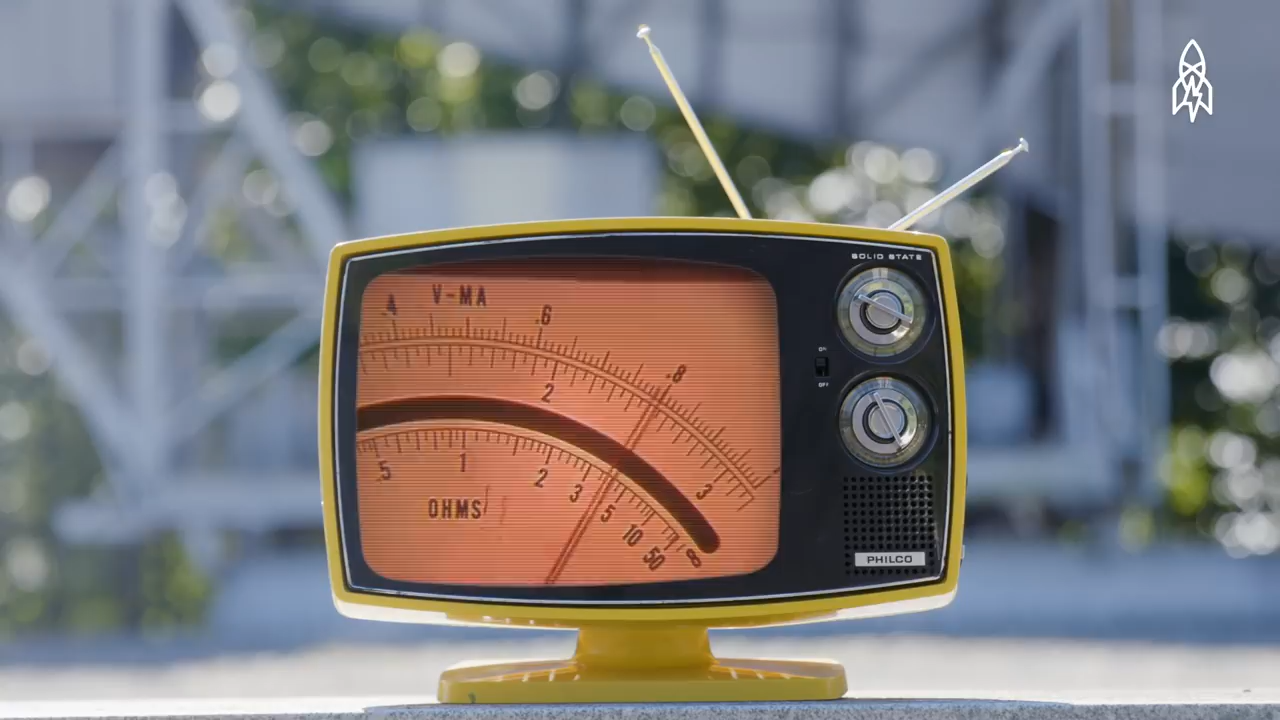 V-MA
.4 .6 .8
2 3
.5 1 2 3 5 10 50 ∞
OHMS
SOLID STATE
ON
OFF
PHILCO